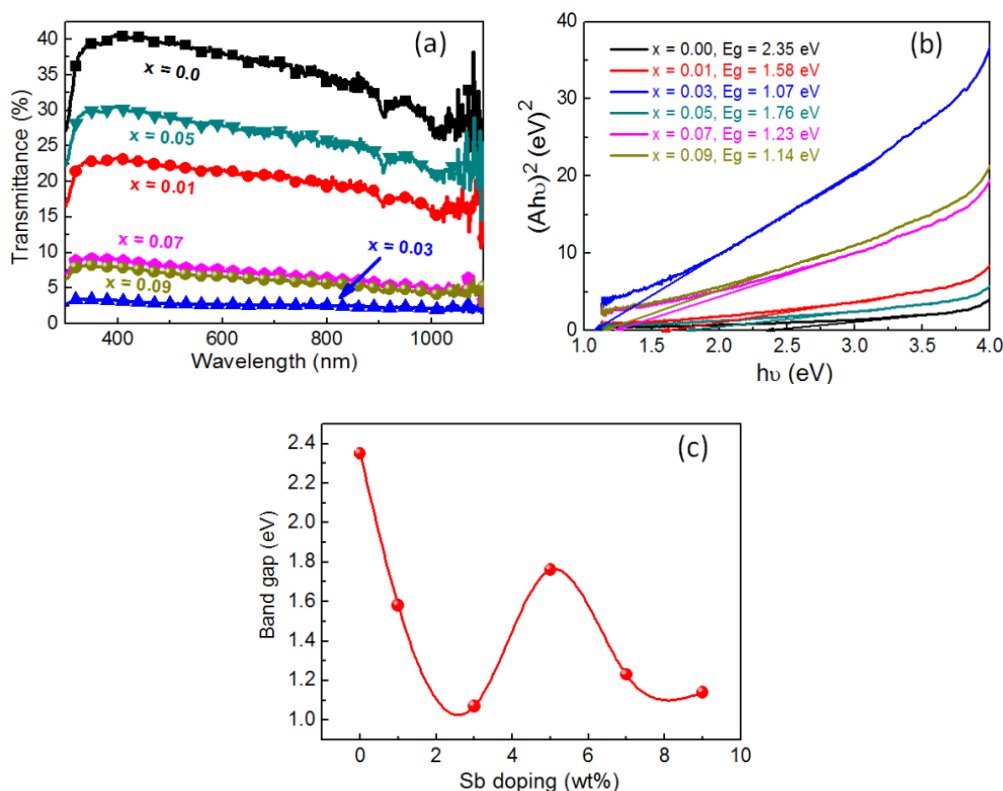 (a)
40
35
30
25
20
15
10
5
0
Transmittance (%)
x = 0.0
x = 0.05
x = 0.01
x = 0.07
x = 0.03
x = 0.09
400
600
800
1000
Wavelength (nm)
(b)
x = 0.00, Eg = 2.35 eV
x = 0.01, Eg = 1.58 eV
x = 0.03, Eg = 1.07 eV
x = 0.05, Eg = 1.76 eV
x = 0.07, Eg = 1.23 eV
x = 0.09, Eg = 1.14 eV
40
30
20
10
0
(Ahυ)² (eV)²
1.0
1.5
2.0
2.5
3.0
3.5
4.0
hυ (eV)
(c)
2.4
2.2
2.0
1.8
1.6
1.4
1.2
1.0
Band gap (eV)
0
2
4
6
8
10
Sb doping (wt%)